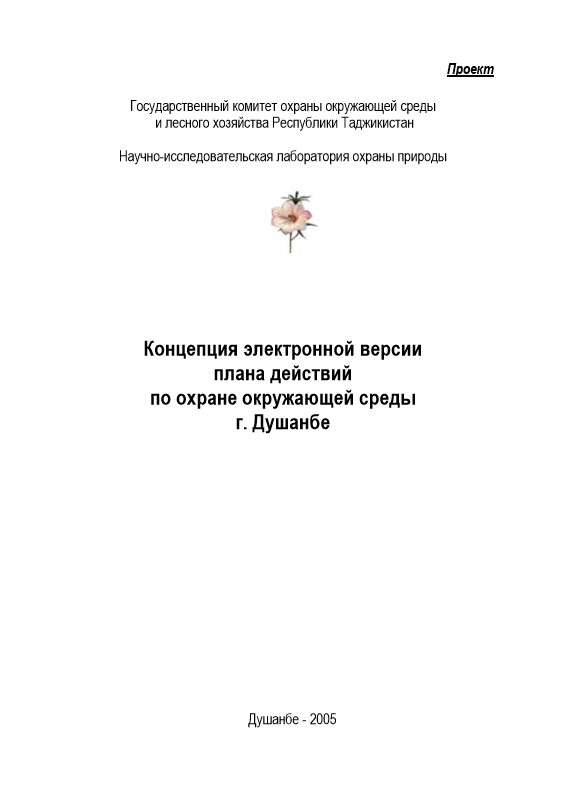 Проект
Государственный комитет охраны окружающей среды
и лесного хозяйства Республики Таджикистан
Научно-исследовательская лаборатория охраны природы
Концепция электронной версии
плана действий
по охране окружающей среды
г. Душанбе
Душанбе - 2005